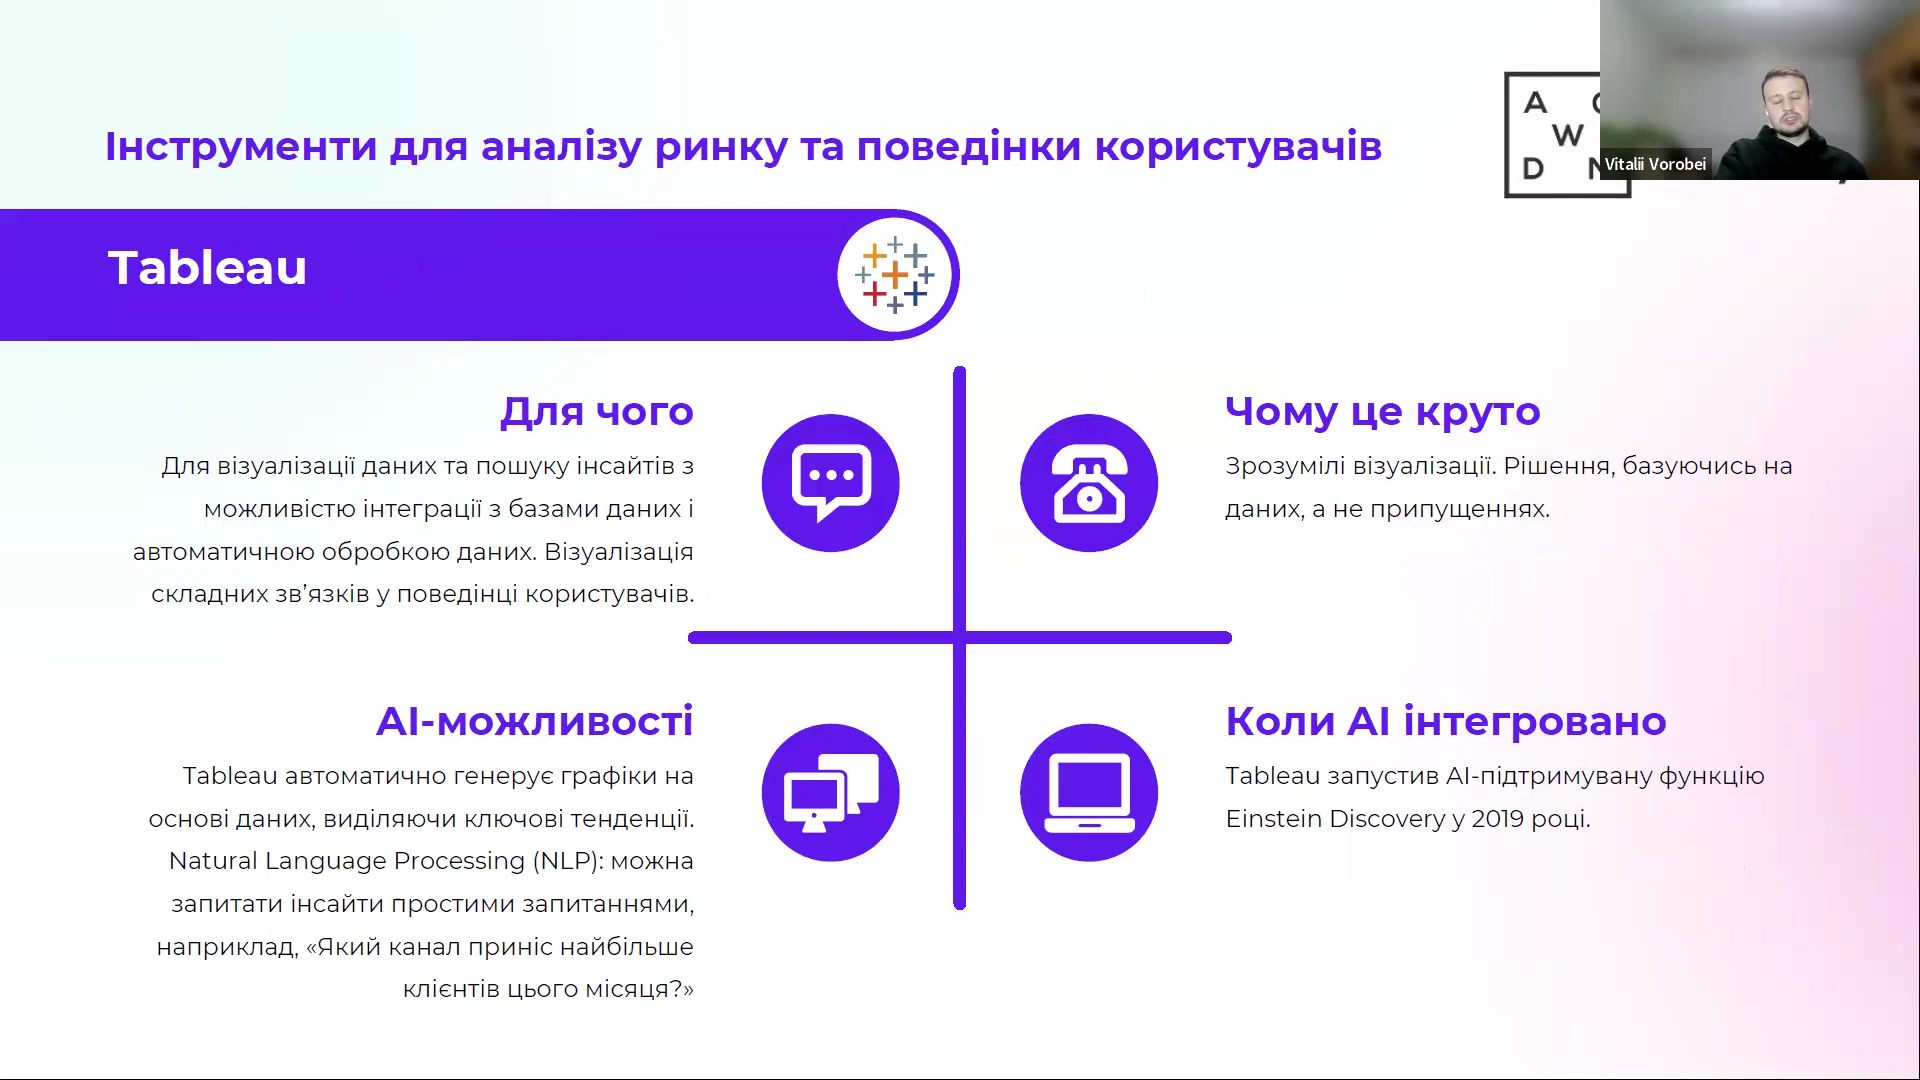 Інструменти для аналізу ринку та поведінки користувачів
A
W
D
Vitalii Vorobei
Tableau
Для чого
Для візуалізації даних та пошуку інсайтів з
можливістю інтеграції з базами даних і
автоматичною обробкою даних. Візуалізація
складних зв’язків у поведінці користувачів.
Чому це круто
Зрозумілі візуалізації. Рішення, базуючись на
даних, а не припущеннях.
AI-можливості
Tableau автоматично генерує графіки на
основі даних, виділяючи ключові тенденції.
Natural Language Processing (NLP): можна
запитати інсайти простими запитаннями,
наприклад, «Який канал приніс найбільше
клієнтів цього місяця?»
Коли AI інтегровано
Tableau запустив AI-підтримувану функцію
Einstein Discovery у 2019 році.